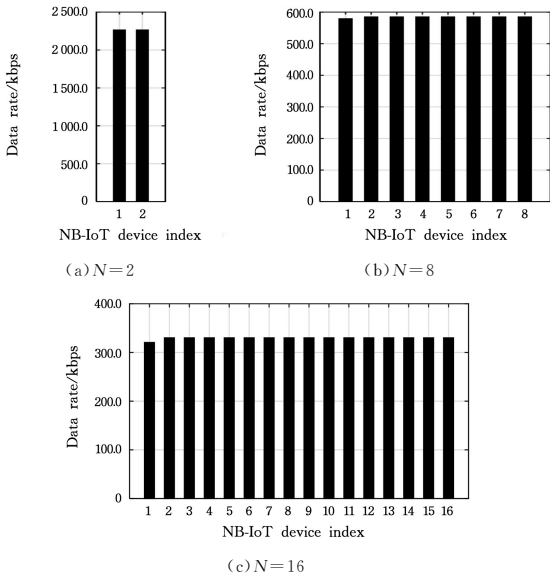 2 500.0
2 000.0
1 500.0
1 000.0
500.0
0
Data rate/kbps
1 2
NB-IoT device index
(a)N=2
600.0
500.0
400.0
300.0
200.0
100.0
0
Data rate/kbps
1 2 3 4 5 6 7 8
NB-IoT device index
(b)N=8
400.0
300.0
200.0
100.0
0
Data rate/kbps
1 2 3 4 5 6 7 8 9 10 11 12 13 14 15 16
NB-IoT device index
(c)N=16